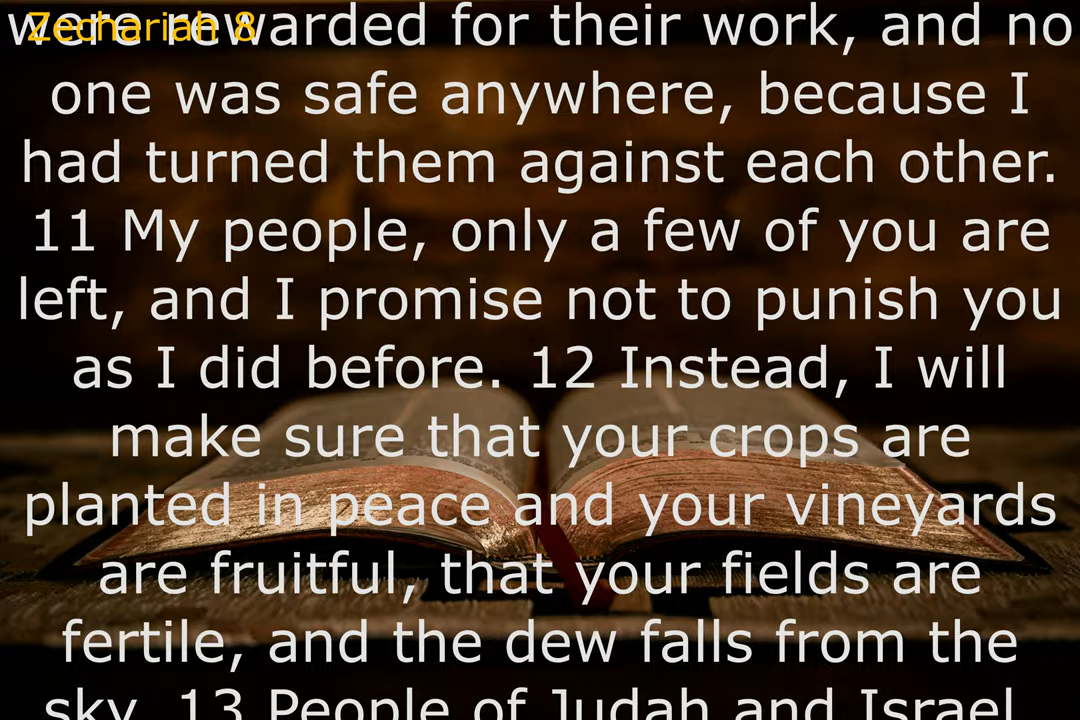 Zechariah 8
were rewarded for their work, and no
one was safe anywhere, because I
had turned them against each other.
11 My people, only a few of you are
left, and I promise not to punish you
as I did before. 12 Instead, I will
make sure that your crops are
planted in peace and your vineyards
are fruitful, that your fields are
fertile, and the dew falls from the
sky. 13 People of Judah and Israel,